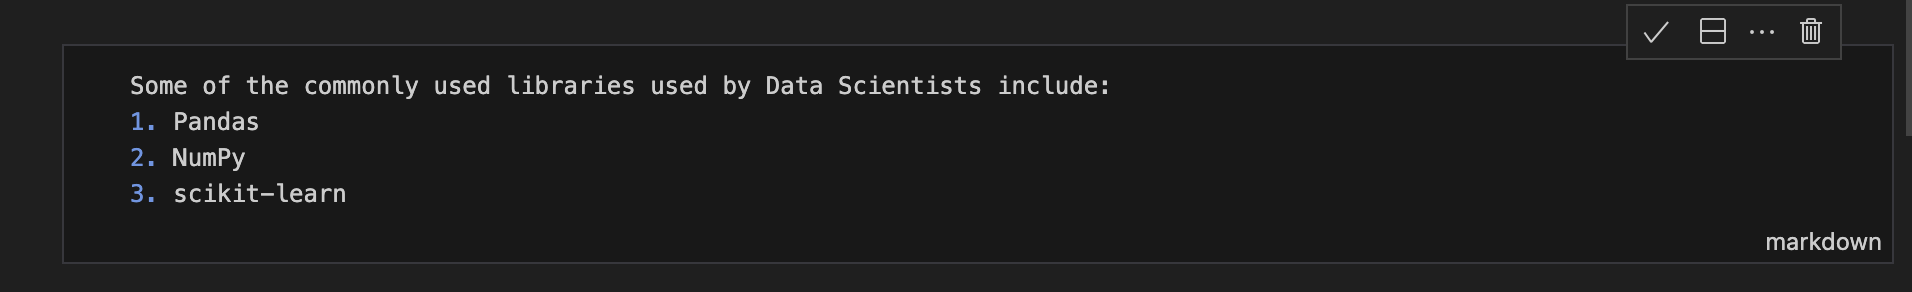 Some of the commonly used libraries used by Data Scientists include:
1. Pandas
2. NumPy
3. scikit-learn
markdown